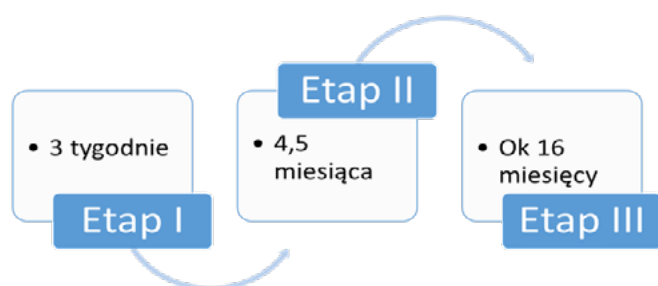 • 3 tygodnie
Etap I
Etap II
• 4,5
miesiąca
• Ok 16
miesięcy
Etap III